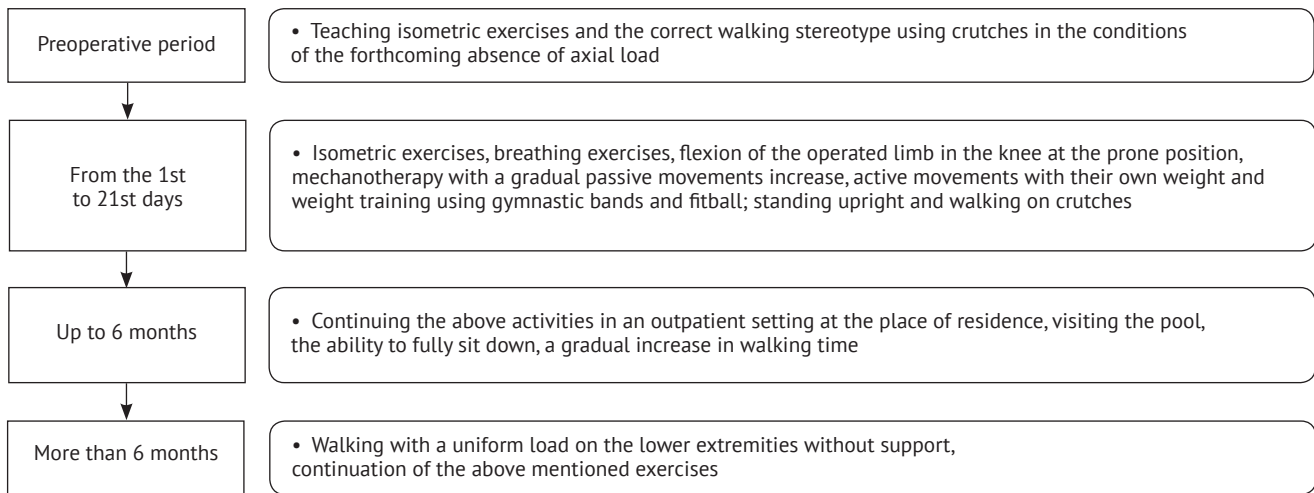 Preoperative period
• Teaching isometric exercises and the correct walking stereotype using crutches in the conditions
of the forthcoming absence of axial load
From the 1st
to 21st days
• Isometric exercises, breathing exercises, flexion of the operated limb in the knee at the prone position,
mechanotherapy with a gradual passive movements increase, active movements with their own weight and
weight training using gymnastic bands and fitball; standing upright and walking on crutches
Up to 6 months
• Continuing the above activities in an outpatient setting at the place of residence, visiting the pool,
the ability to fully sit down, a gradual increase in walking time
More than 6 months
• Walking with a uniform load on the lower extremities without support,
continuation of the above mentioned exercises